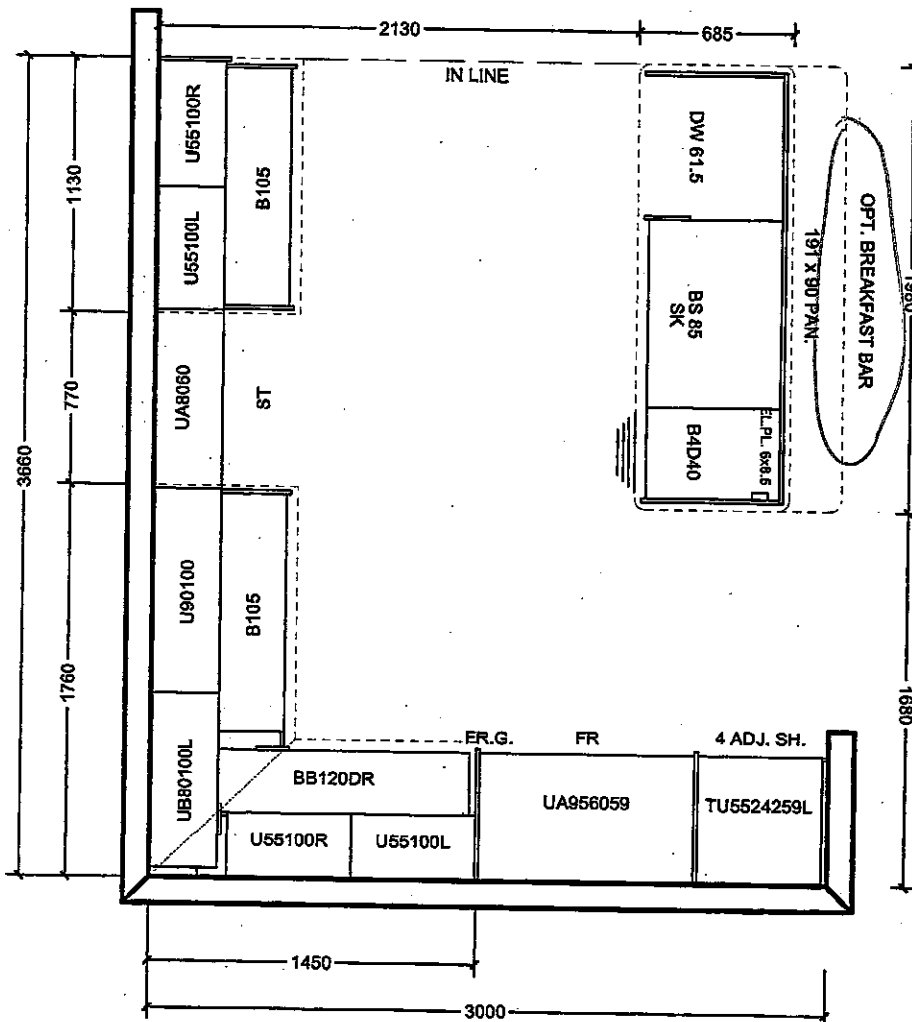 2130
685
IN LINE
U55100R
B105
DW 61.5
OPT. BREAKFAST BAR
191 x 90 PAN.
1130
U55100L
BS 85
SK
770
UA8060
ST
EL.PL. 6x8.5
B4D40
3660
U90100
B105
1760
1680
UB80100L
FR.G.
FR
4 ADJ. SH.
BB120DR
UA956059
TU5524259L
U55100R
U55100L
1450
3000